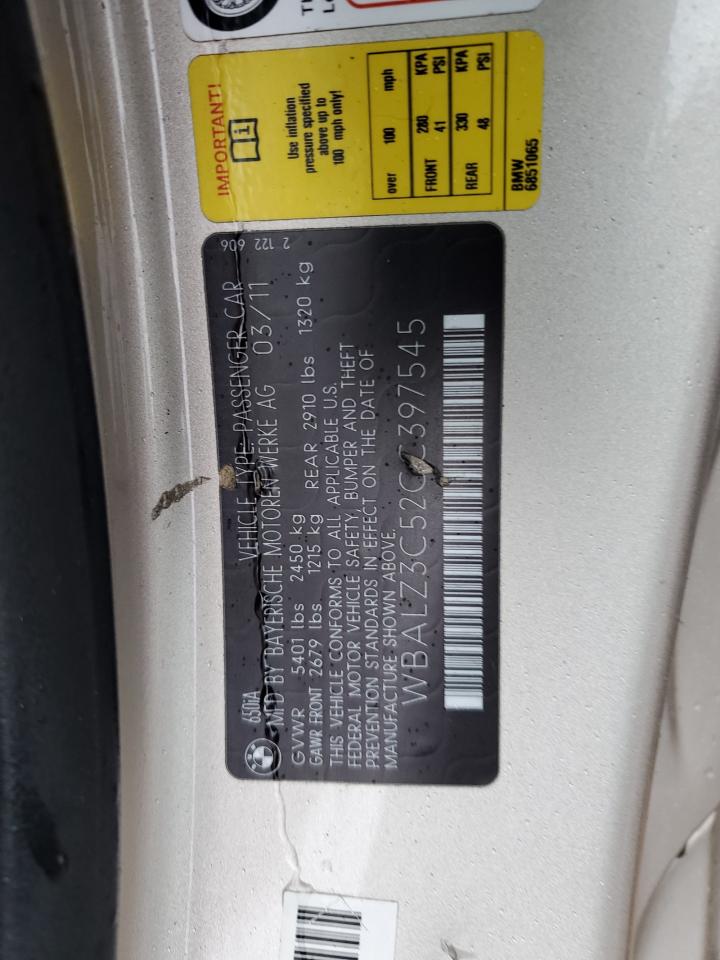 TH
LO
IMPORTANT!
Use inflation
pressure specified
above up to
100 mph only!
over 100 mph
FRONT 280 KPA
41 PSI
REAR 330 KPA
48 PSI
BMW
6851065
2 122 606
650iA VEHICLE TYPE: PASSENGER CAR
MFD BY BAYERISCHE MOTOREN WERKE AG 03/11
GVWR 5401 lbs 2450 kg
GAWR FRONT 2679 lbs 1215 kg REAR 2910 lbs 1320 kg
THIS VEHICLE CONFORMS TO ALL APPLICABLE U.S.
FEDERAL MOTOR VEHICLE SAFETY, BUMPER AND THEFT
PREVENTION STANDARDS IN EFFECT ON THE DATE OF
MANUFACTURE SHOWN ABOVE.
WBALZ3C52CC397545